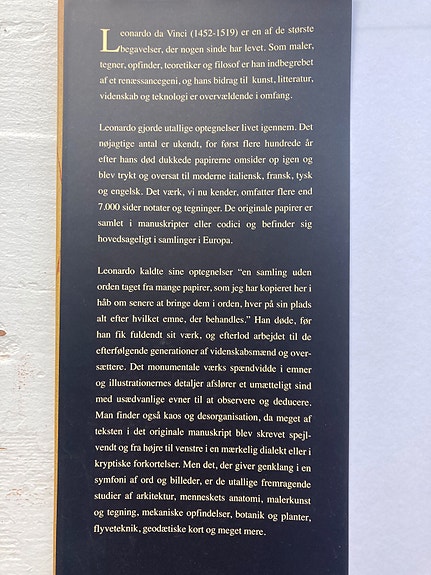 Leonardo da Vinci (1452-1519) er en af de største
begavelser, der nogen sinde har levet. Som maler,
tegner, opfinder, teoretiker og filosof er han indbegrebet
af et renæssancegeni, og hans bidrag til kunst, litteratur,
videnskab og teknologi er overvældende i omfang.
Leonardo gjorde utallige optegnelser livet igennem. Det
nøjagtige antal er ukendt, for først flere hundrede år
efter hans død dukkede papirerne omsider op igen og
blev trykt og oversat til moderne italiensk, fransk, tysk
og engelsk. Det værk, vi nu kender, omfatter flere end
7.000 sider notater og tegninger. De originale papirer er
samlet i manuskripter eller codici og befinder sig
hovedsageligt i samlinger i Europa.
Leonardo kaldte sine optegnelser “en samling uden
orden taget fra mange papirer, som jeg har kopieret her i
håb om senere at bringe dem i orden, hver på sin plads
alt efter hvilket emne, der behandles.” Han døde, før
han fik fuldendt sit værk, og efterlod arbejdet til de
efterfølgende generationer af videnskabsmænd og over-
sættere. Det monumentale værks spændvidde i emner
og illustrationernes detaljer afslører et umætteligt sind
med usædvanlige evner til at observere og deducere.
Man finder også kaos og desorganisation, da meget af
teksten i det originale manuskript blev skrevet spejl-
vendt og fra højre til venstre i en mærkelig dialekt eller i
kryptiske forkortelser. Men det, der giver genklang i en
symfoni af ord og billeder, er de utallige fremragende
studier af arkitektur, menneskets anatomi, malerkunst
og tegning, mekaniske opfindelser, botanik og planter,
flyveteknik, geodætiske kort og meget mere.